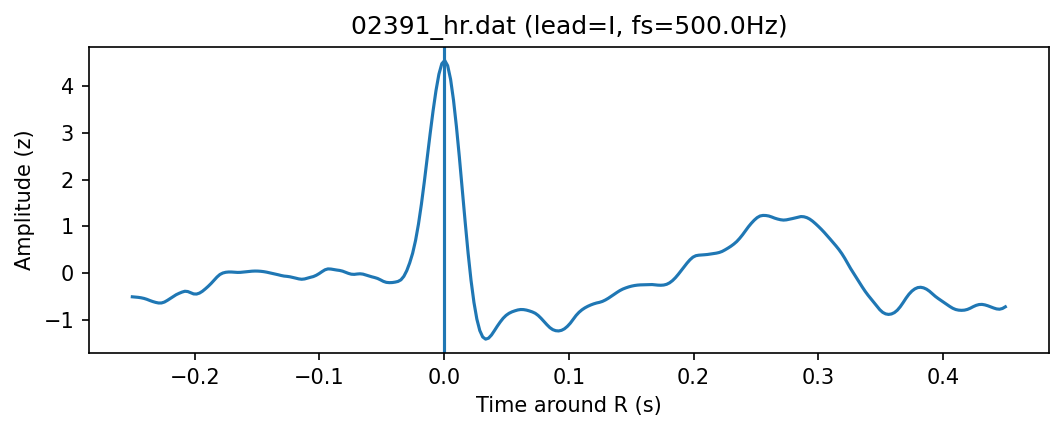 02391_hr.dat (lead=I, fs=500.0Hz)
Amplitude (z)
4
3
2
1
0
−1
−0.2 −0.1 0.0 0.1 0.2 0.3 0.4
Time around R (s)